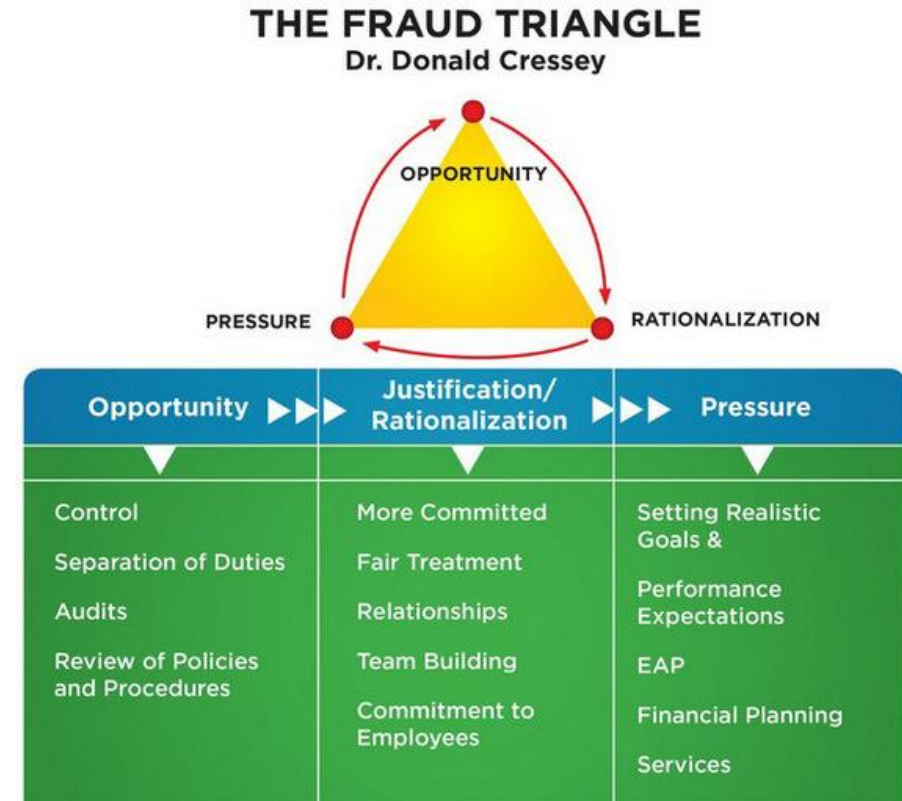 THE FRAUD TRIANGLE
Dr. Donald Cressey
OPPORTUNITY
PRESSURE
RATIONALIZATION
Opportunity
Justification/
Rationalization
Pressure
Control
Separation of Duties
Audits
Review of Policies
and Procedures
More Committed
Fair Treatment
Relationships
Team Building
Commitment to
Employees
Setting Realistic
Goals &
Performance
Expectations
EAP
Financial Planning
Services